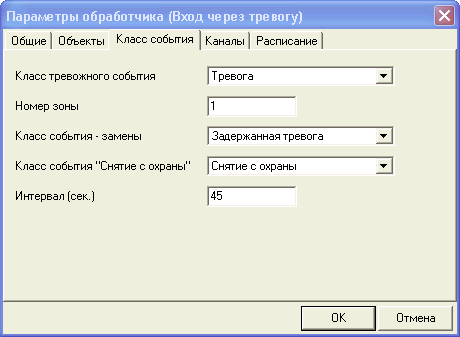 Параметры обработчика (Вход через тревогу)
Общие Объекты Класс события Каналы Расписание
Класс тревожного события Тревога
Номер зоны 1
Класс события - замены Задержанная тревога
Класс события "Снятие с охраны" Снятие с охраны
Интервал (сек.) 45
OK Отмена